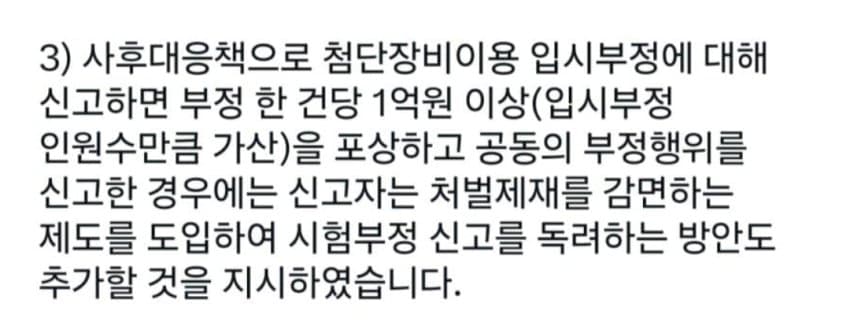 3) 사후대응책으로 첨단장비이용 입시부정에 대해
신고하면 부정 한 건당 1억원 이상(입시부정
인원수만큼 가산)을 포상하고 공동의 부정행위를
신고한 경우에는 신고자는 처벌제재를 감면하는
제도를 도입하여 시험부정 신고를 독려하는 방안도
추가할 것을 지시하였습니다.